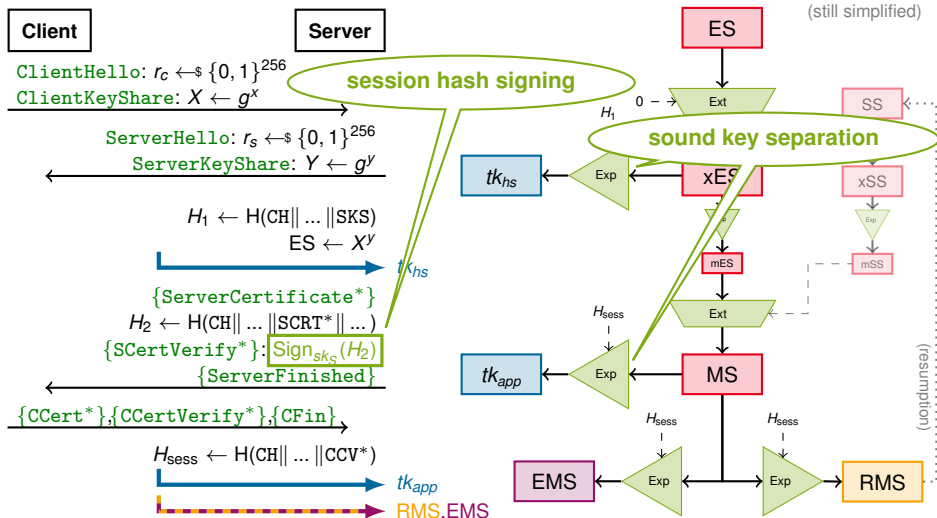 (still simplified)
Client
Server
ClientHello: r_c ←$ {0, 1}^256
ClientKeyShare: X ← g^x
ServerHello: r_s ←$ {0, 1}^256
ServerKeyShare: Y ← g^y
H_1 ← H(CH‖ ... ‖SKS)
ES ← X^y
tk_hs
{ServerCertificate*}
H_2 ← H(CH‖ ... ‖SCRT*‖ ...)
{SCertVerify*}: Sign_{sk_S}(H_2)
{ServerFinished}
{CCert*},{CCertVerify*},{CFin}
H_sess ← H(CH‖ ... ‖CCV*)
tk_app
RMS,EMS
session hash signing
sound key separation
ES
0
Ext
H_1
SS
tk_hs
Exp
xES
xSS
Exp
mES
mSS
Ext
H_sess
tk_app
Exp
MS
(resumption)
H_sess
H_sess
EMS
Exp
Exp
RMS